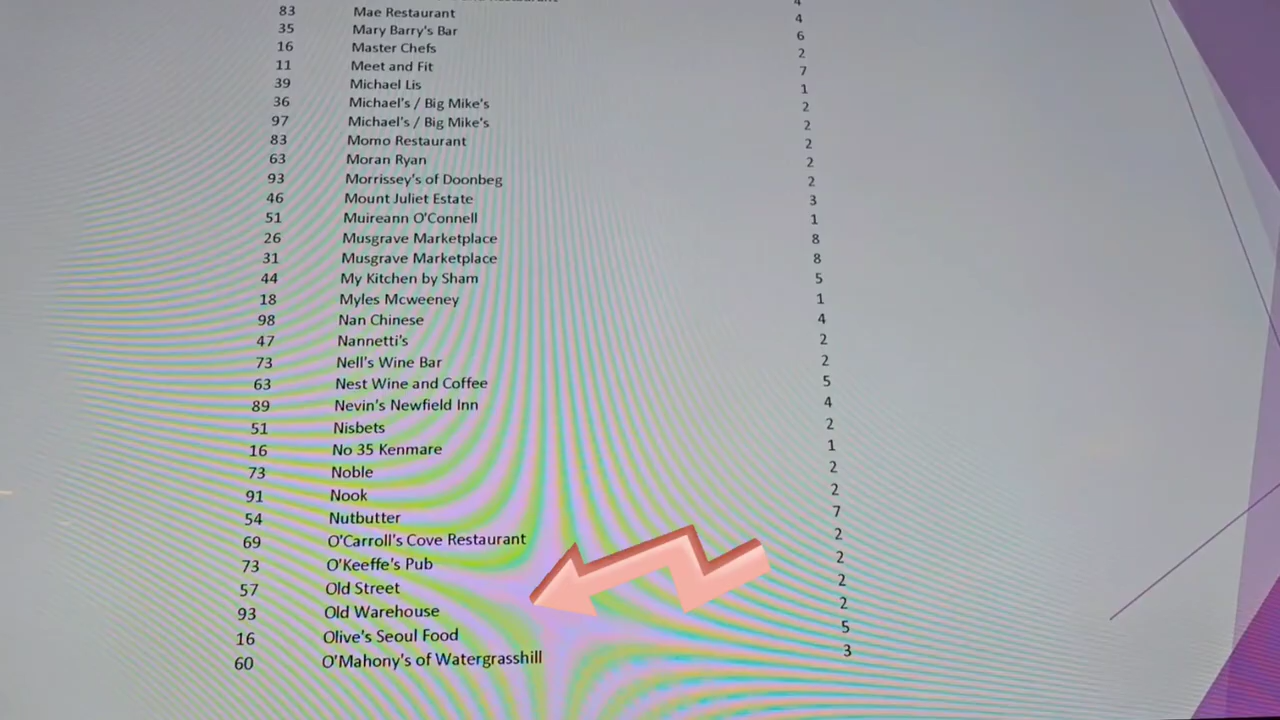 Restaurant 4
83 Mae Restaurant 4
35 Mary Barry's Bar 6
16 Master Chefs 2
11 Meet and Fit 7
39 Michael Lis 1
36 Michael's / Big Mike's 2
97 Michael's / Big Mike's 2
83 Momo Restaurant 2
63 Moran Ryan 2
93 Morrissey's of Doonbeg 2
46 Mount Juliet Estate 3
51 Muireann O'Connell 1
26 Musgrave Marketplace 8
31 Musgrave Marketplace 8
44 My Kitchen by Sham 5
18 Myles Mcweeney 1
98 Nan Chinese 4
47 Nannetti's 2
73 Nell's Wine Bar 2
63 Nest Wine and Coffee 5
89 Nevin's Newfield Inn 4
51 Nisbets 2
16 No 35 Kenmare 1
73 Noble 2
91 Nook 2
54 Nutbutter 7
69 O'Carroll's Cove Restaurant 2
73 O'Keeffe's Pub 2
57 Old Street 2
93 Old Warehouse 2
16 Olive's Seoul Food 5
60 O'Mahony's of Watergrasshill 3